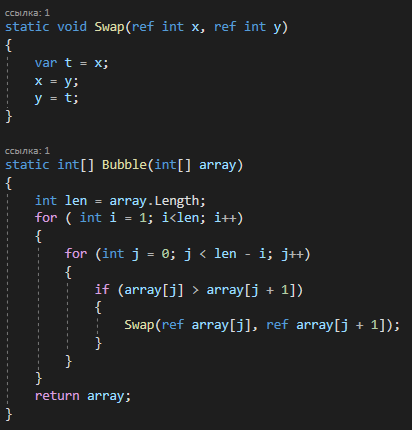 ссылка: 1
static void Swap(ref int x, ref int y)
{
    var t = x;
    x = y;
    y = t;
}
ссылка: 1
static int[] Bubble(int[] array)
{
    int len = array.Length;
    for ( int i = 1; i<len; i++)
    {
        for (int j = 0; j < len - i; j++)
        {
            if (array[j] > array[j + 1])
            {
                Swap(ref array[j], ref array[j + 1]);
            }
        }
    }
    return array;
}